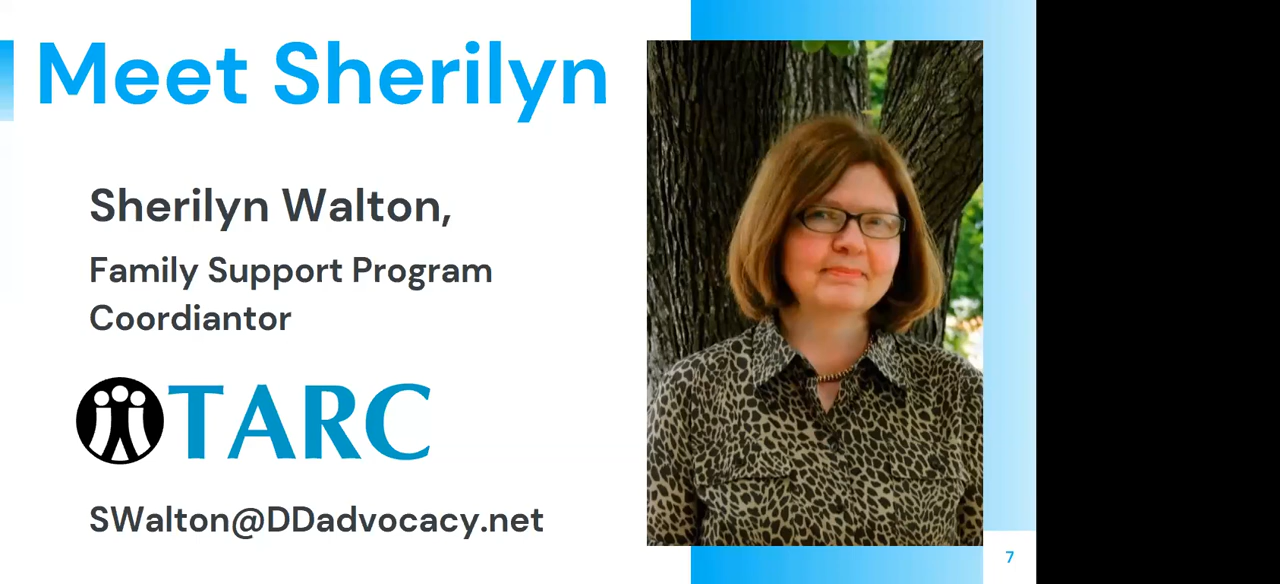 Meet Sherilyn
Sherilyn Walton,
Family Support Program
Coordiantor
TARC
SWalton@DDadvocacy.net
7